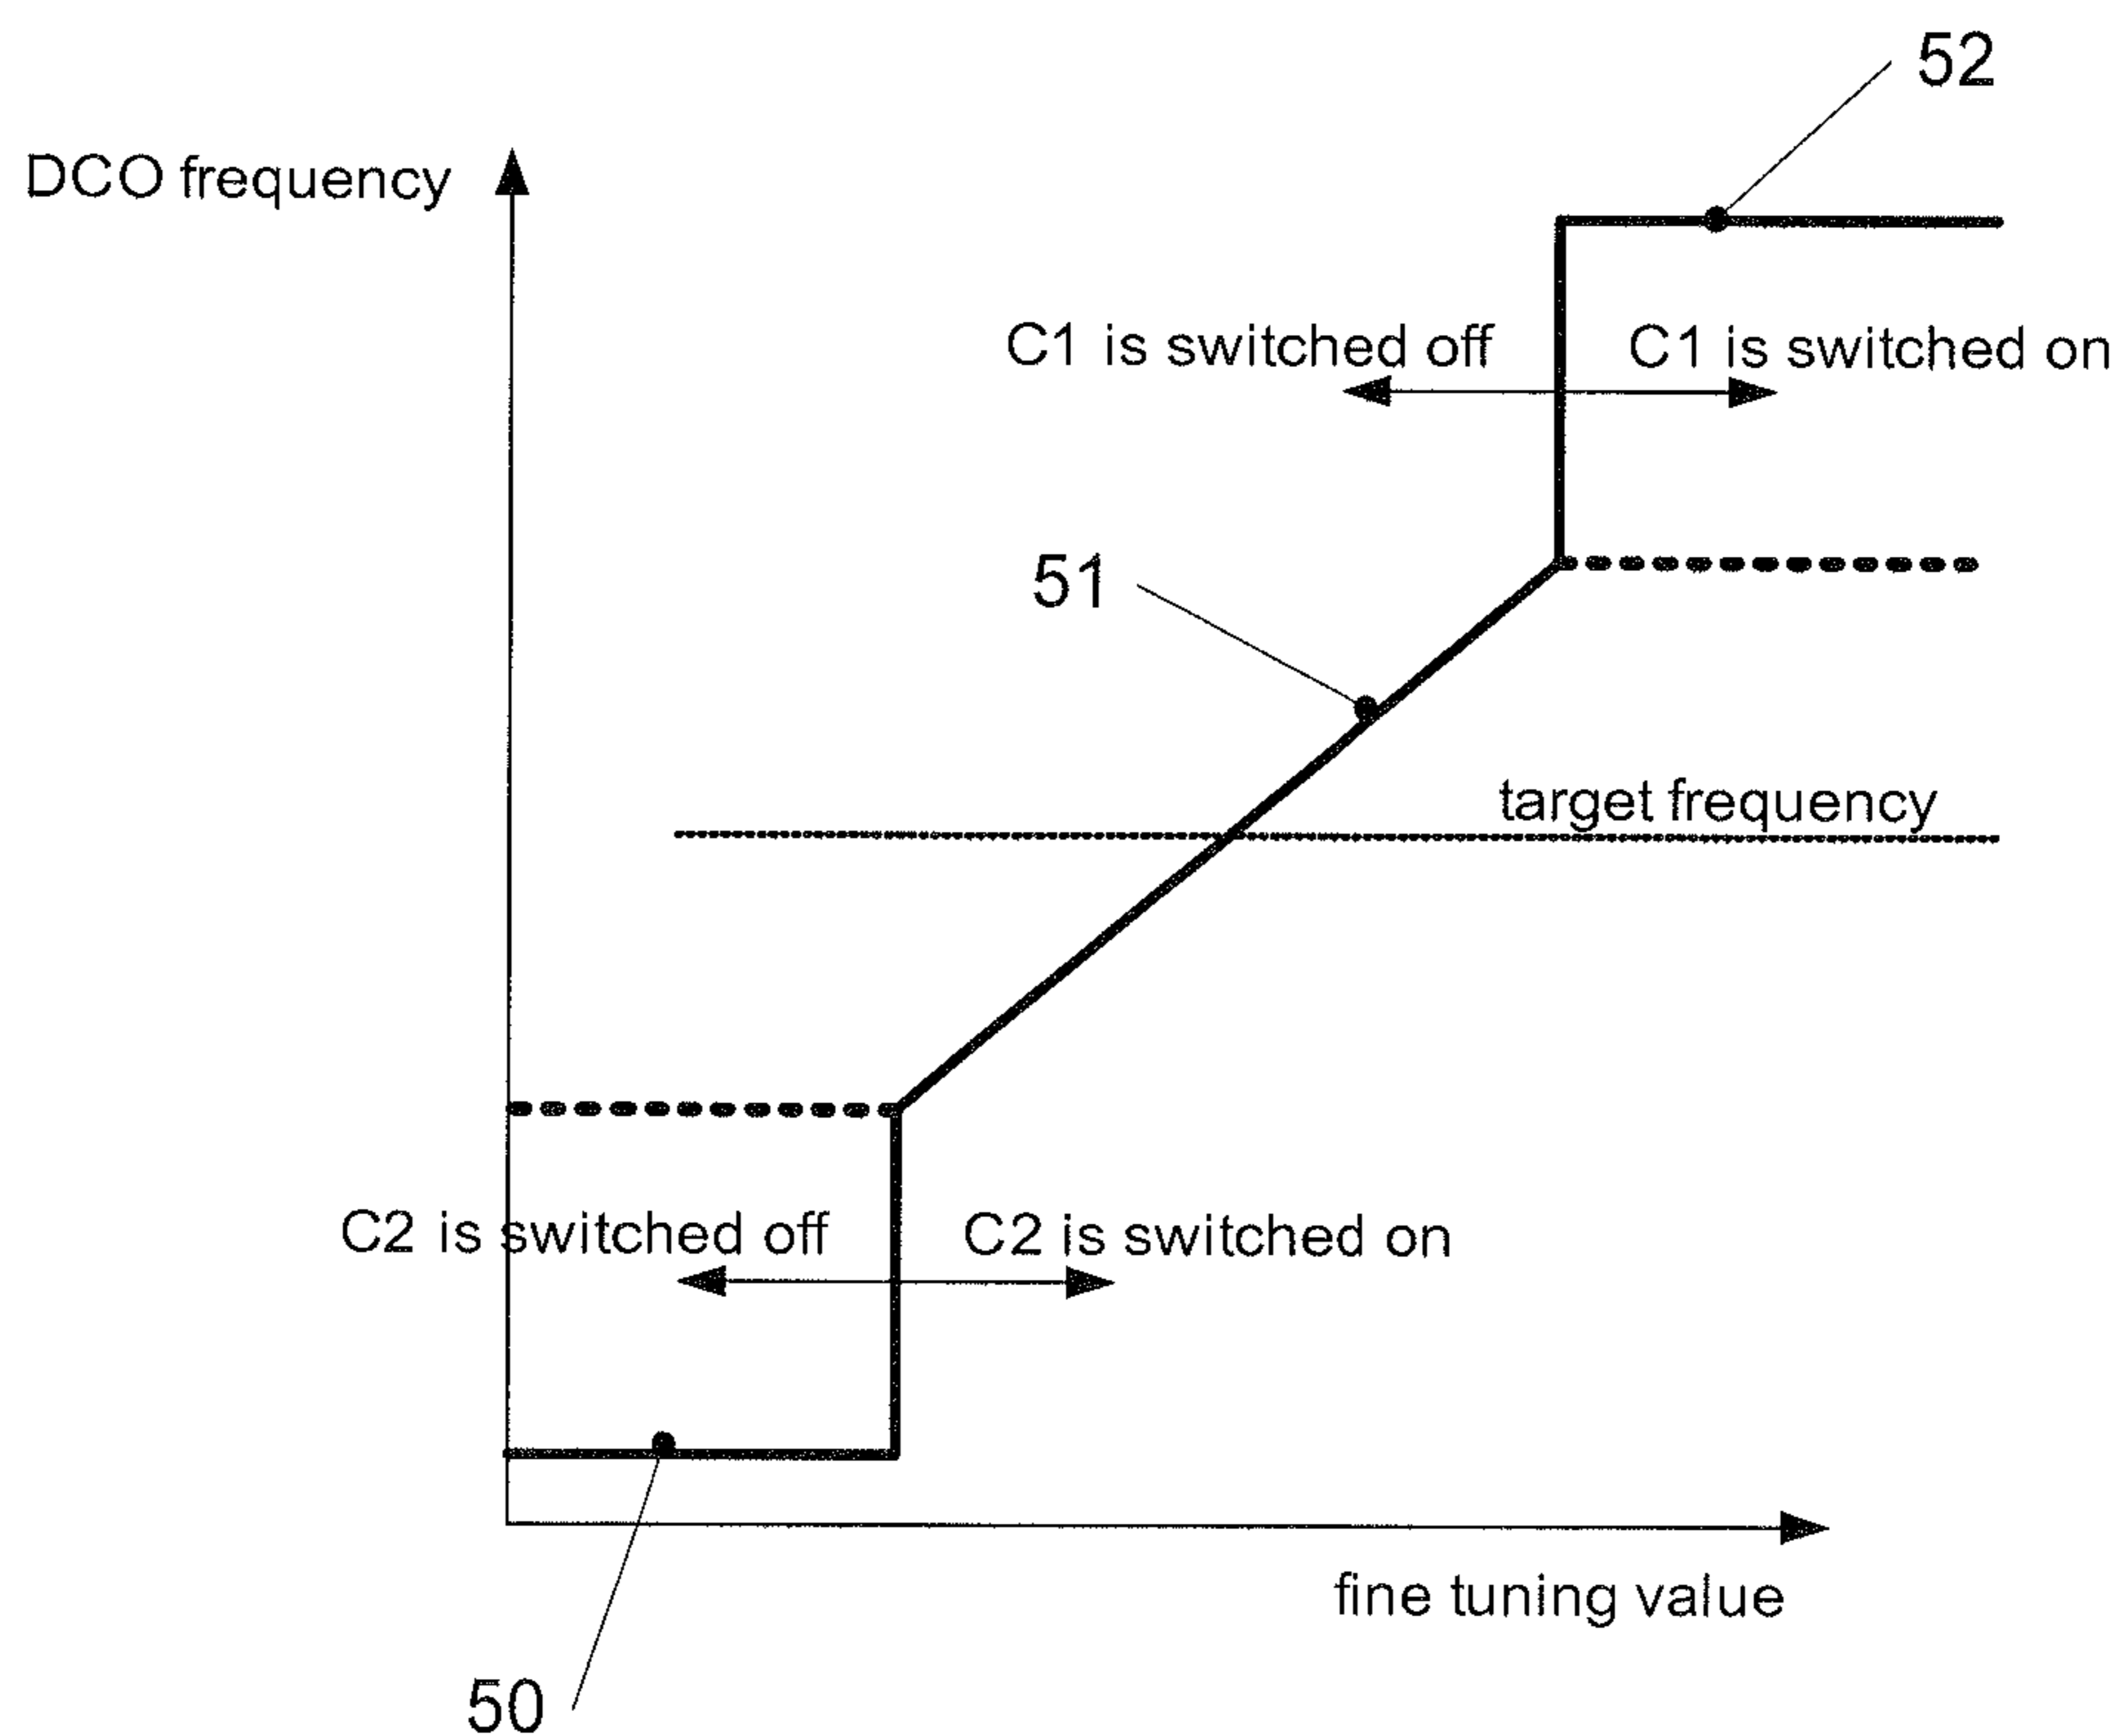 52
DCO frequency
C1 is switched off
C1 is switched on
51
target frequency
C2 is switched off
C2 is switched on
fine tuning value
50